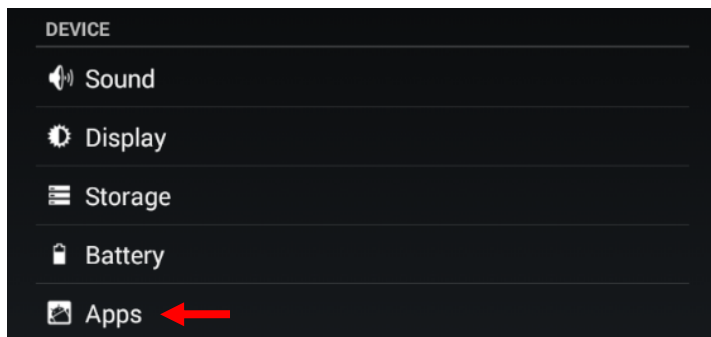 DEVICE
Sound
Display
Storage
Battery
Apps